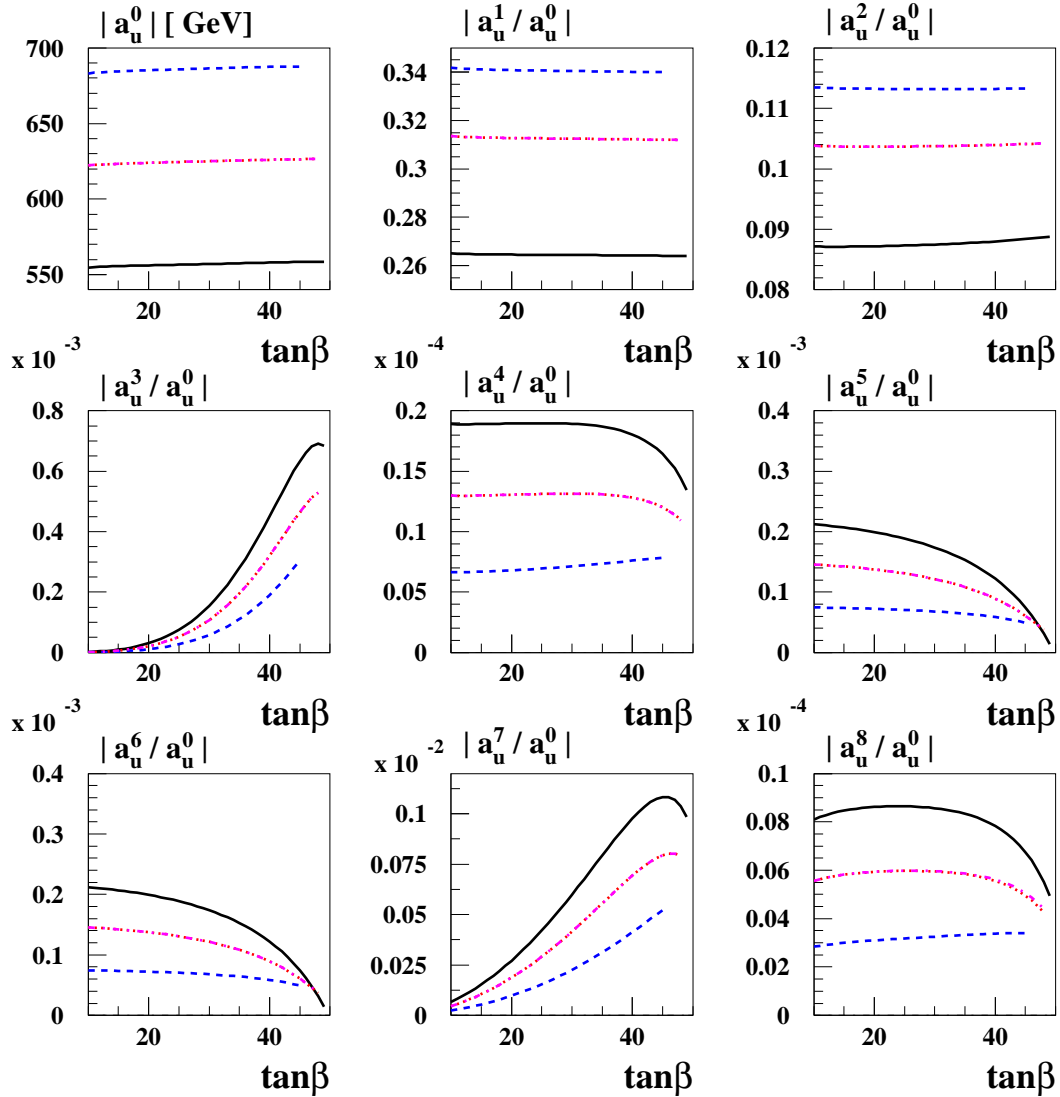 | a_u^0 | [ GeV]
700
650
600
550
20 40
tanβ
| a_u^1 / a_u^0 |
0.34
0.32
0.3
0.28
0.26
20 40
tanβ
| a_u^2 / a_u^0 |
0.12
0.11
0.1
0.09
0.08
20 40
tanβ
x 10^-3
| a_u^3 / a_u^0 |
0.8
0.6
0.4
0.2
0
20 40
tanβ
x 10^-4
| a_u^4 / a_u^0 |
0.2
0.15
0.1
0.05
0
20 40
tanβ
x 10^-3
| a_u^5 / a_u^0 |
0.4
0.3
0.2
0.1
0
20 40
tanβ
x 10^-3
| a_u^6 / a_u^0 |
0.4
0.3
0.2
0.1
0
20 40
tanβ
x 10^-2
| a_u^7 / a_u^0 |
0.1
0.075
0.05
0.025
0
20 40
tanβ
x 10^-4
| a_u^8 / a_u^0 |
0.1
0.08
0.06
0.04
0.02
0
20 40
tanβ